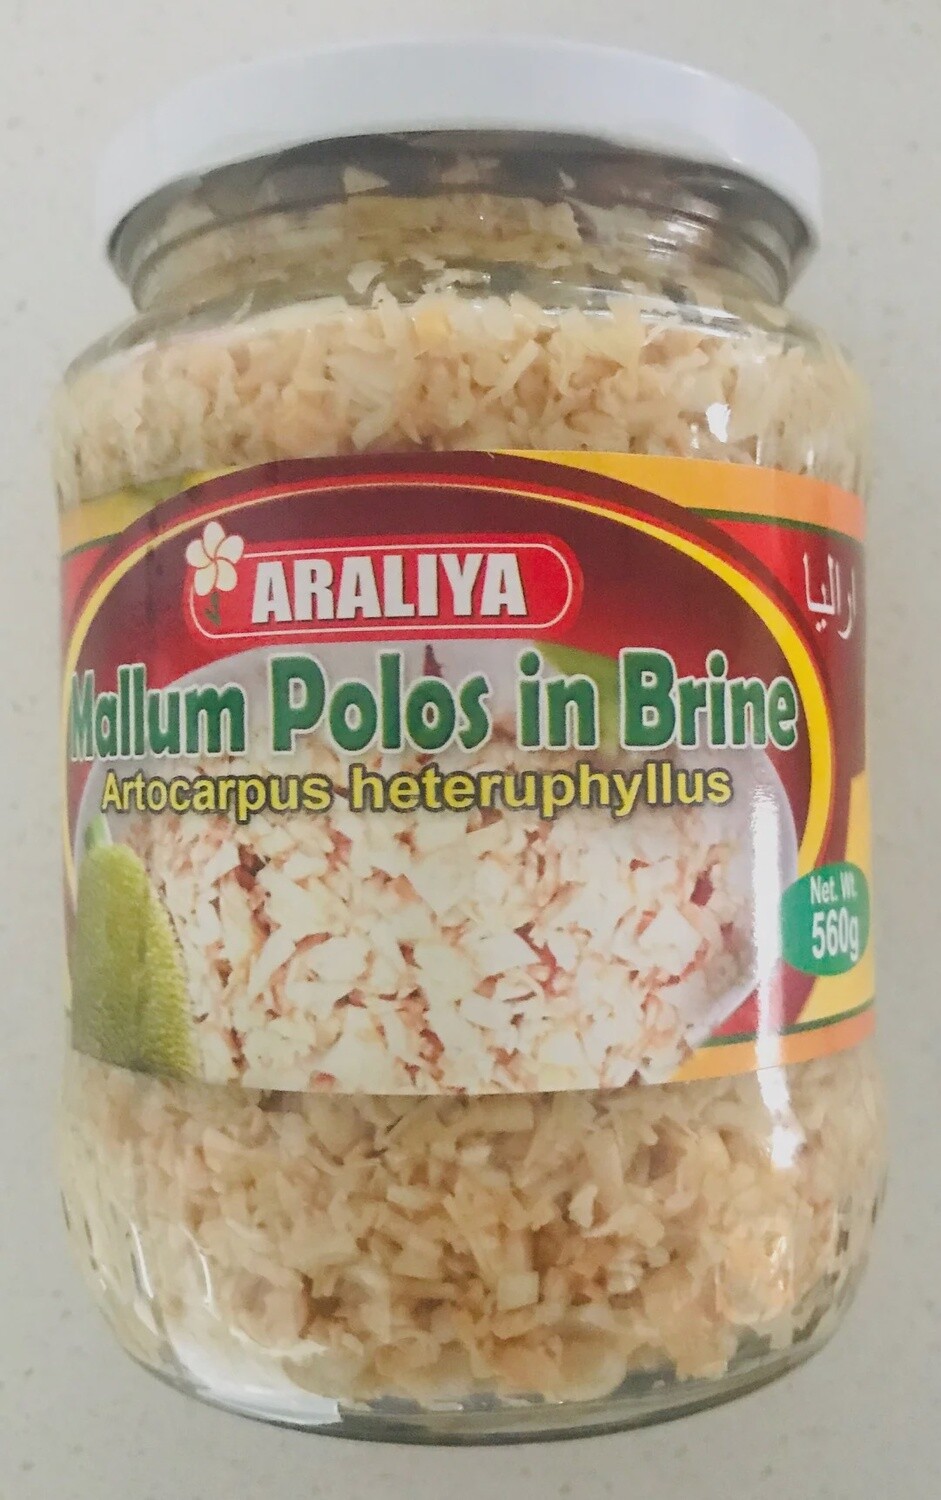 ARALIYA
اراليا
Mallum Polos in Brine
Artocarpus heteruphyllus
Net. Wt.
560g